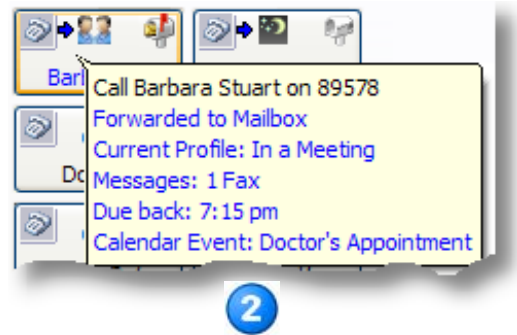 Barb
Call Barbara Stuart on 89578
Forwarded to Mailbox
Current Profile: In a Meeting
Messages: 1 Fax
Do
Due back: 7:15 pm
Calendar Event: Doctor's Appointment
2